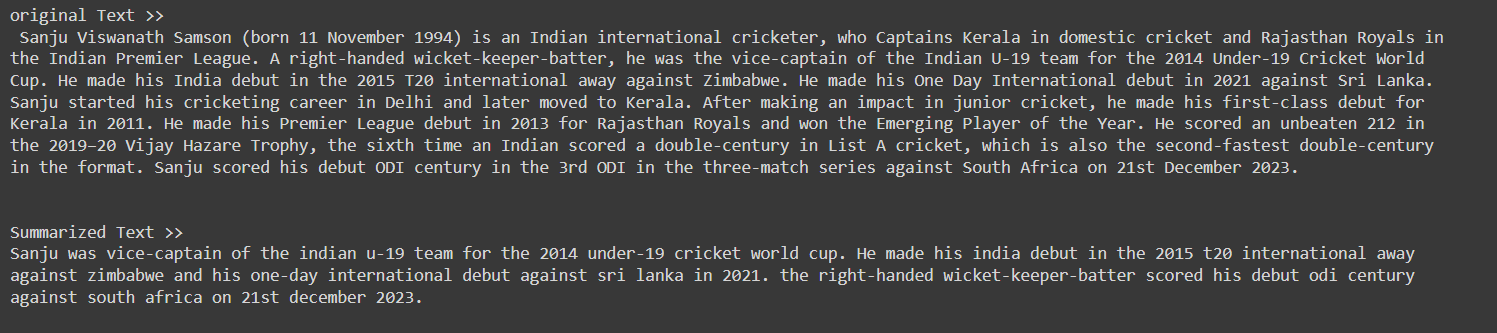 original Text >>
Sanju Viswanath Samson (born 11 November 1994) is an Indian international cricketer, who Captains Kerala in domestic cricket and Rajasthan Royals in
the Indian Premier League. A right-handed wicket-keeper-batter, he was the vice-captain of the Indian U-19 team for the 2014 Under-19 Cricket World
Cup. He made his India debut in the 2015 T20 international away against Zimbabwe. He made his One Day International debut in 2021 against Sri Lanka.
Sanju started his cricketing career in Delhi and later moved to Kerala. After making an impact in junior cricket, he made his first-class debut for
Kerala in 2011. He made his Premier League debut in 2013 for Rajasthan Royals and won the Emerging Player of the Year. He scored an unbeaten 212 in
the 2019–20 Vijay Hazare Trophy, the sixth time an Indian scored a double-century in List A cricket, which is also the second-fastest double-century
in the format. Sanju scored his debut ODI century in the 3rd ODI in the three-match series against South Africa on 21st December 2023.
Summarized Text >>
Sanju was vice-captain of the indian u-19 team for the 2014 under-19 cricket world cup. He made his india debut in the 2015 t20 international away
against zimbabwe and his one-day international debut against sri lanka in 2021. the right-handed wicket-keeper-batter scored his debut odi century
against south africa on 21st december 2023.